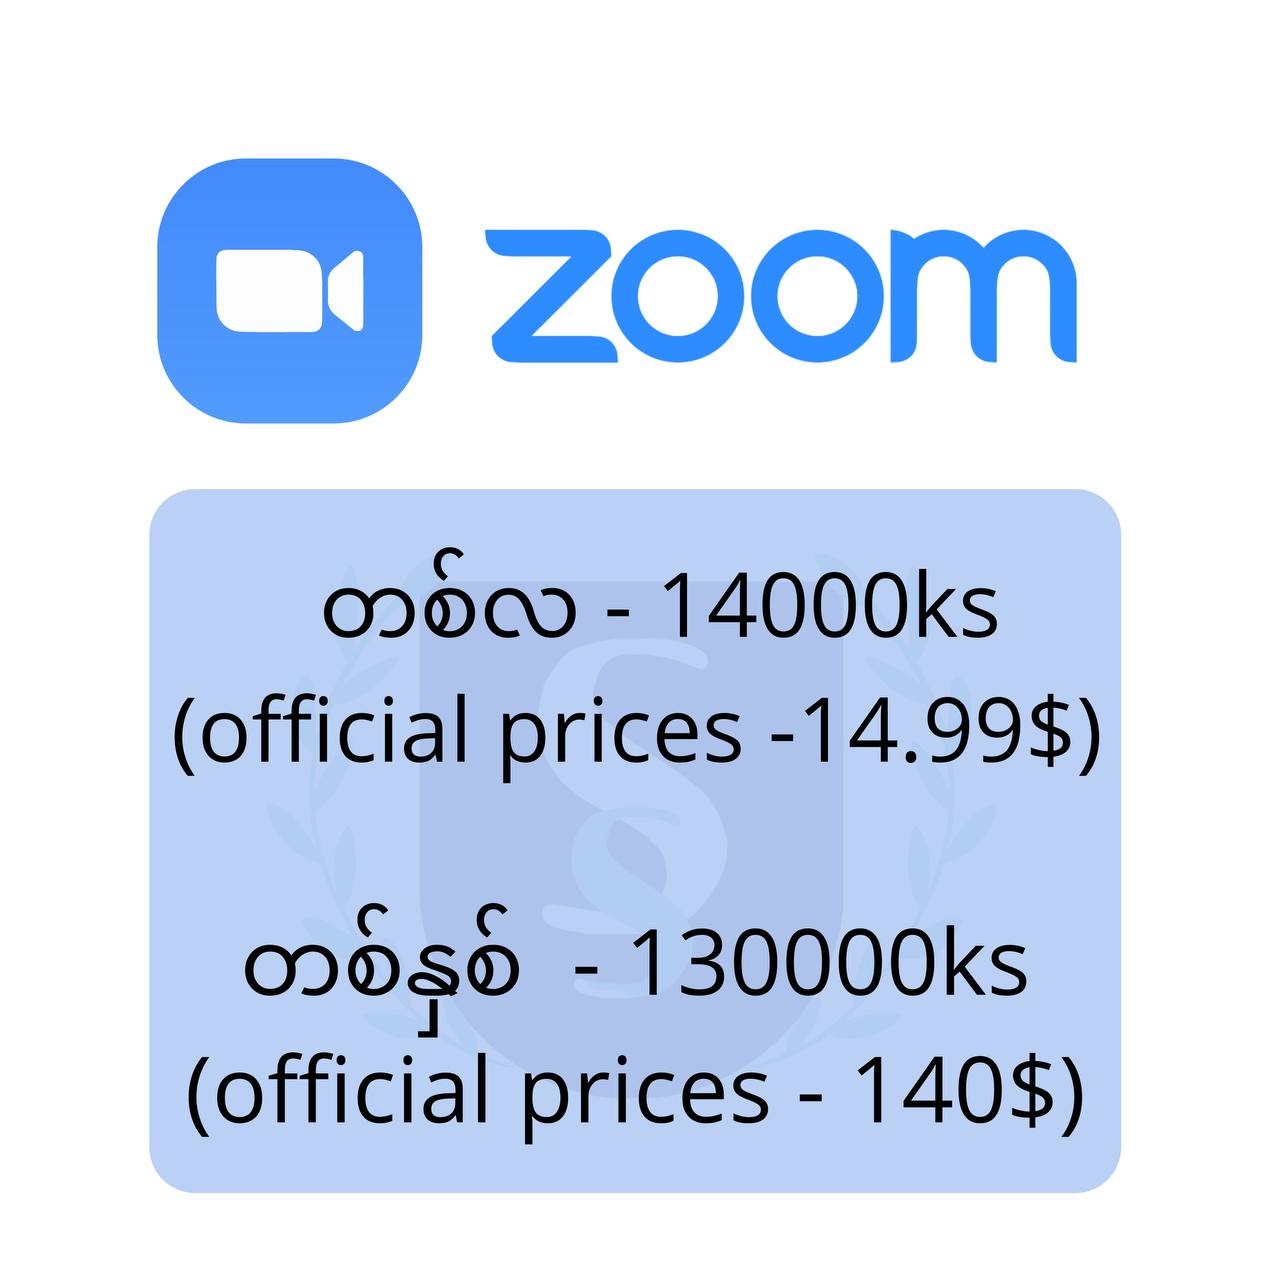 zoom
တစ်လ - 14000ks
(official prices -14.99$)
တစ်နှစ် - 130000ks
(official prices - 140$)